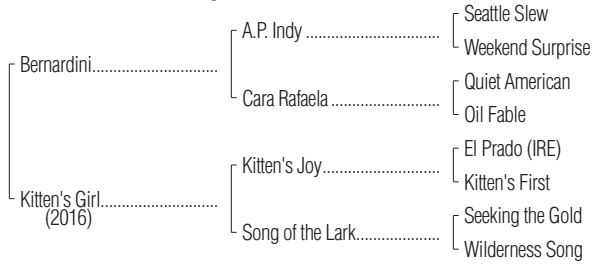 Seattle Slew
A.P. Indy ..............................
Weekend Surprise
Bernardini............................
Quiet American
Cara Rafaela ........................
Oil Fable
El Prado (IRE)
Kitten's Joy..........................
Kitten's First
Kitten's Girl..........................
(2016)
Seeking the Gold
Song of the Lark...................
Wilderness Song